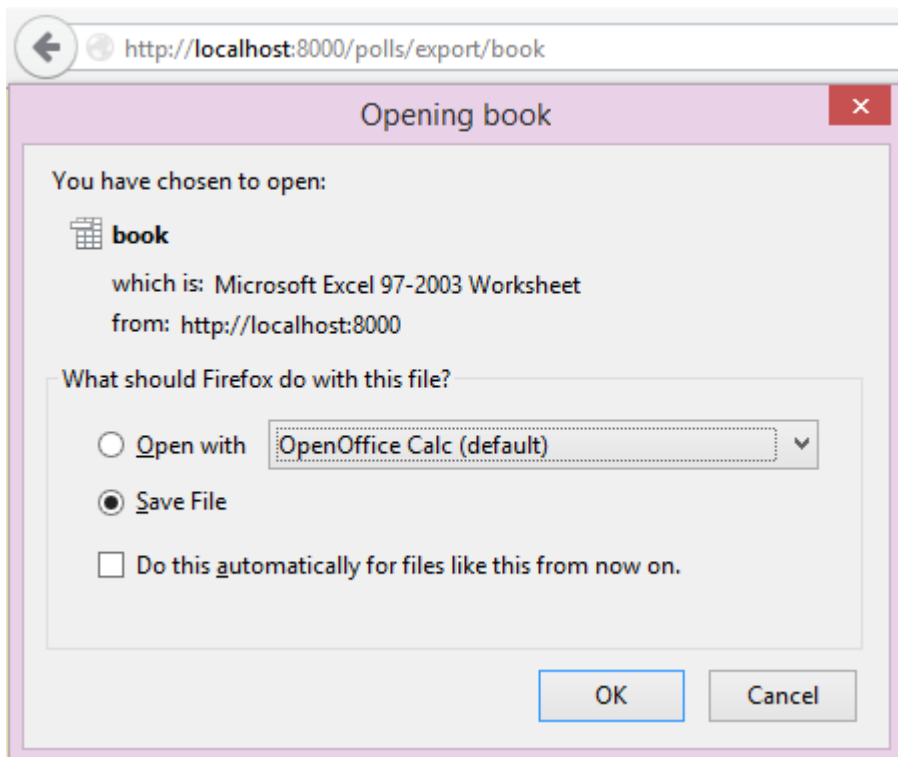 http://localhost:8000/polls/export/book
Opening book
You have chosen to open:
book
which is: Microsoft Excel 97-2003 Worksheet
from: http://localhost:8000
What should Firefox do with this file?
Open with OpenOffice Calc (default)
Save File
Do this automatically for files like this from now on.
OK Cancel